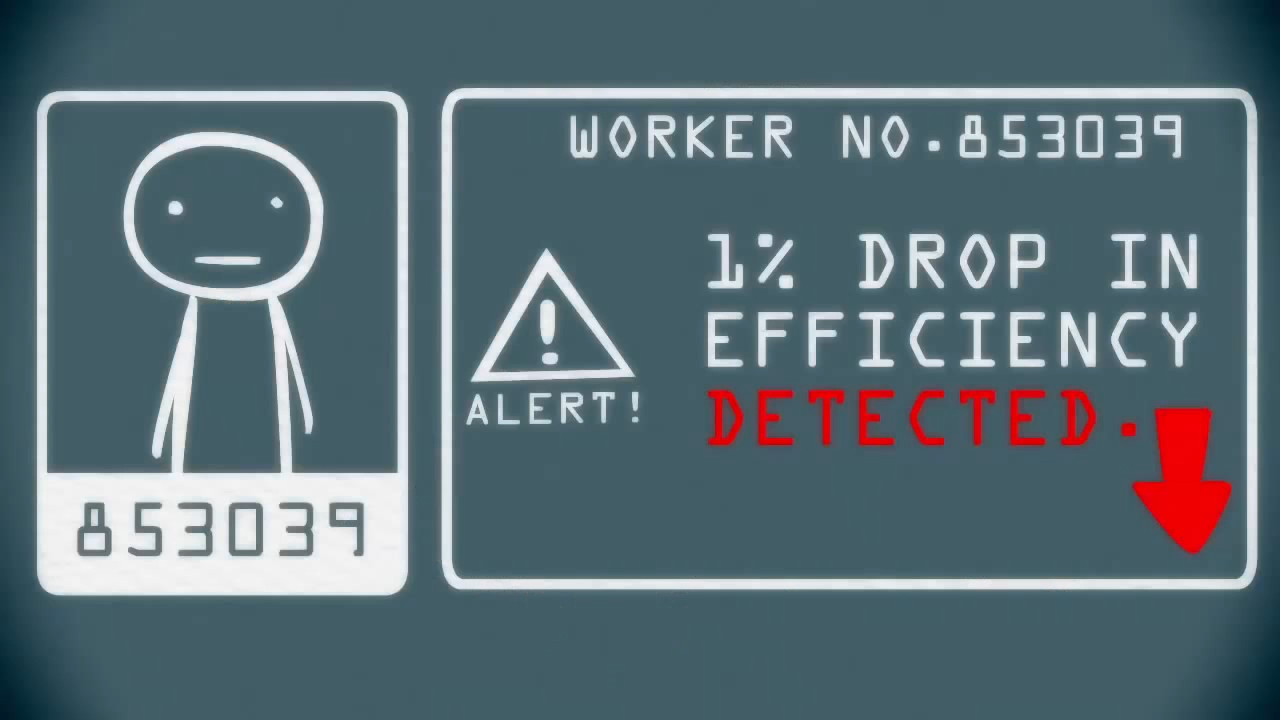 853039
WORKER NO.853039
!
ALERT!
1% DROP IN
EFFICIENCY
DETECTED.